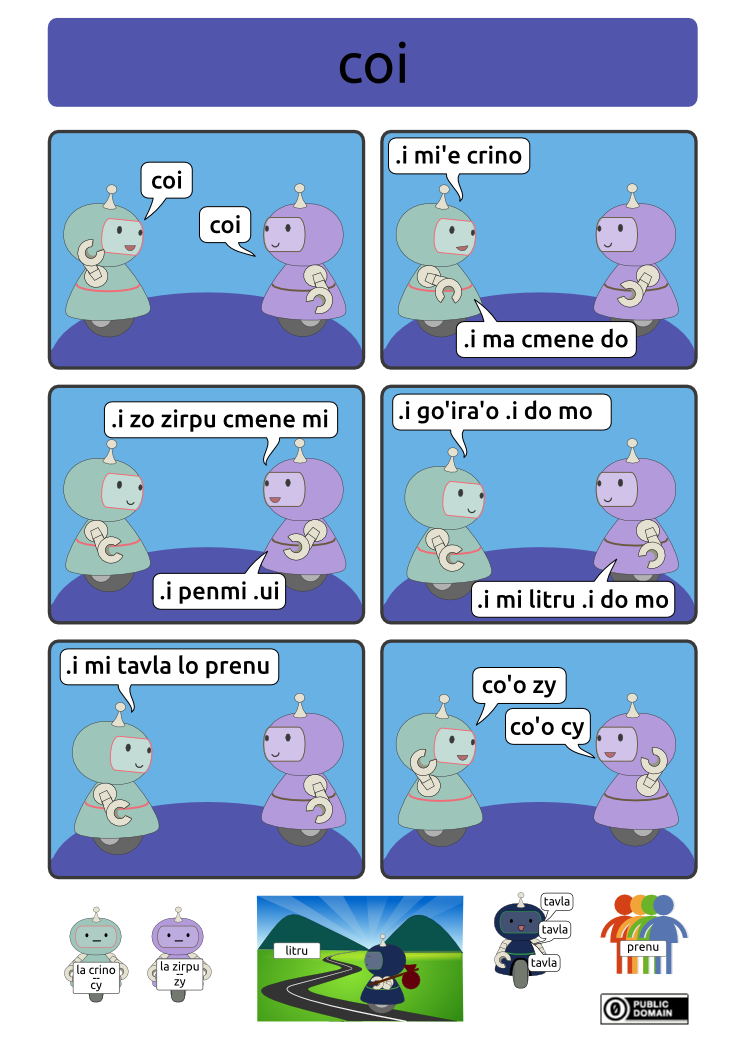 coi
coi
coi
.i mi'e crino
.i ma cmene do
.i zo zirpu cmene mi
.i penmi .ui
.i go'ira'o .i do mo
.i mi litru .i do mo
.i mi tavla lo prenu
co'o zy
co'o cy
la crino
--
cy
la zirpu
--
zy
litru
tavla
tavla
tavla
prenu
0 PUBLIC
DOMAIN